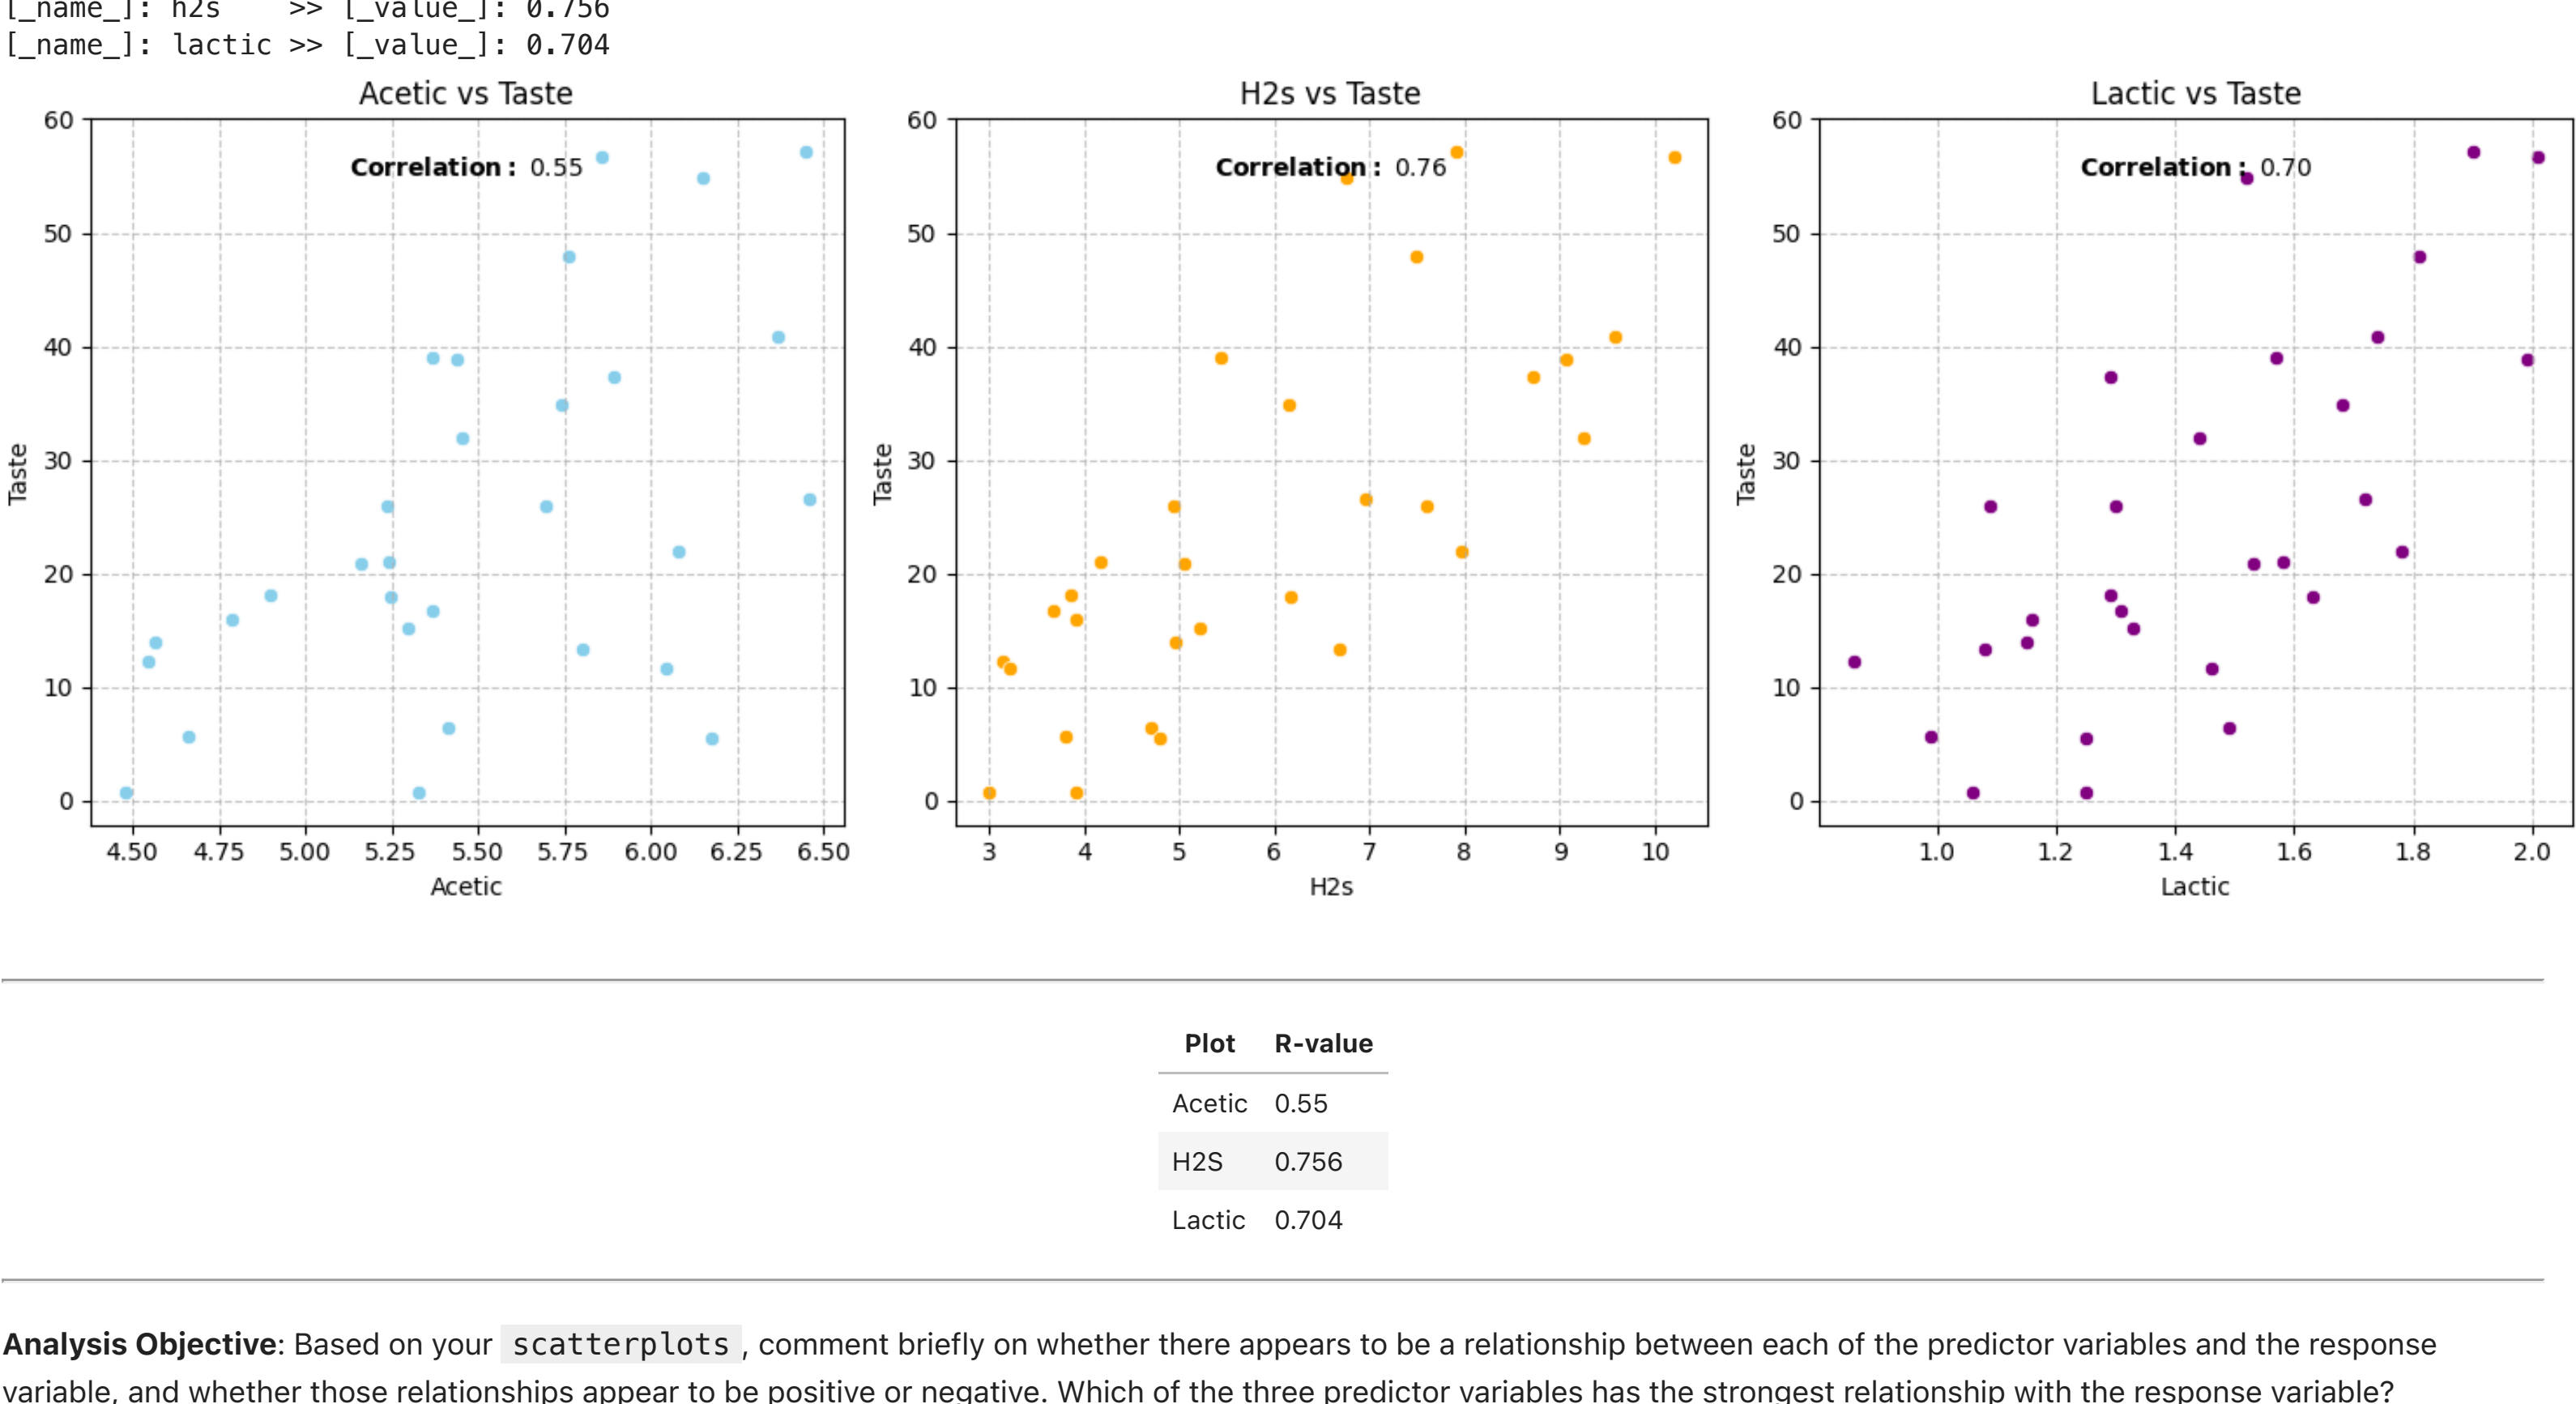 [_name_]: h2s    >> [_value_]: 0.756
[_name_]: lactic >> [_value_]: 0.704
Acetic vs Taste
Correlation : 0.55
60
50
40
30
20
10
0
Taste
4.50 4.75 5.00 5.25 5.50 5.75 6.00 6.25 6.50
Acetic
H2s vs Taste
Correlation : 0.76
60
50
40
30
20
10
0
Taste
3 4 5 6 7 8 9 10
H2s
Lactic vs Taste
Correlation : 0.70
60
50
40
30
20
10
0
Taste
1.0 1.2 1.4 1.6 1.8 2.0
Lactic
Plot R-value
Acetic 0.55
H2S 0.756
Lactic 0.704
Analysis Objective: Based on your scatterplots , comment briefly on whether there appears to be a relationship between each of the predictor variables and the response
variable, and whether those relationships appear to be positive or negative. Which of the three predictor variables has the strongest relationship with the response variable?